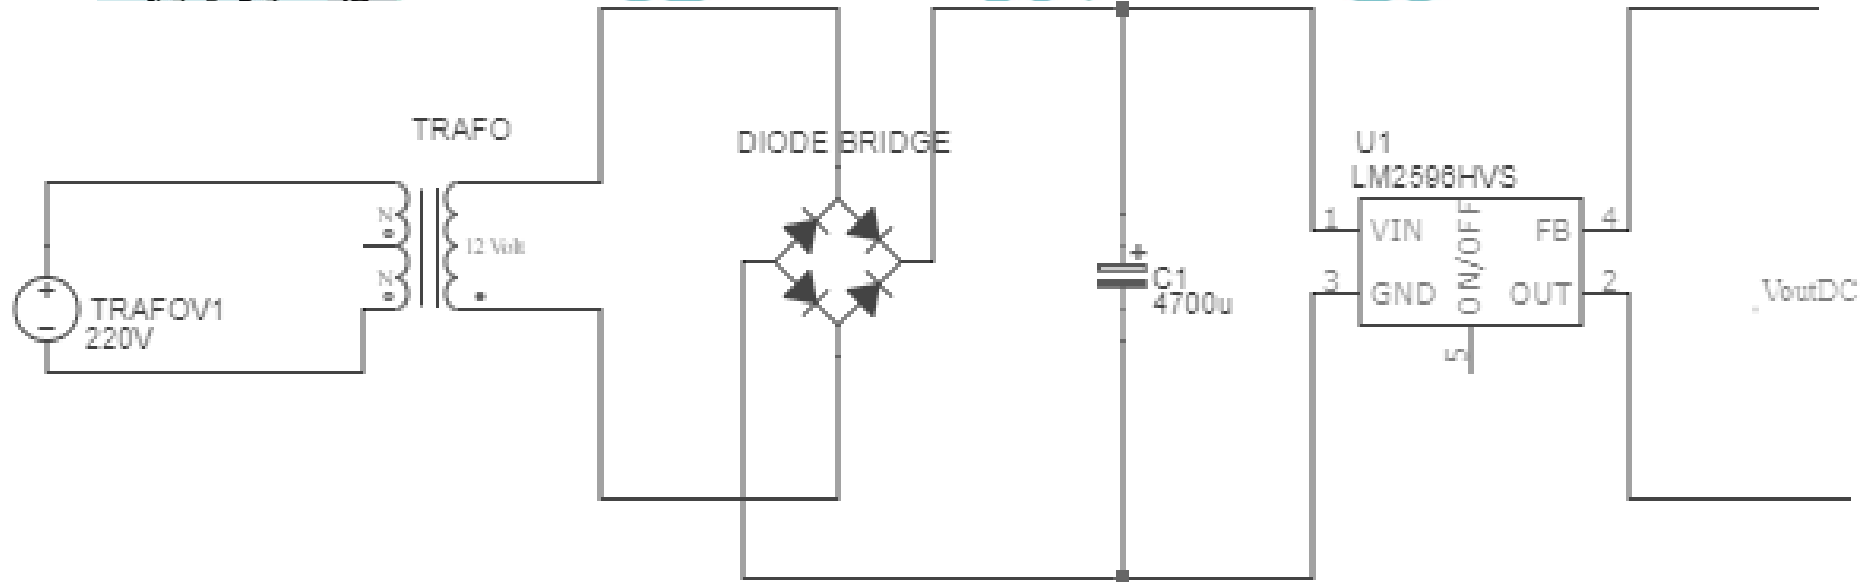 TRAFO
N
N
12 Volt
TRAFOV1
220V
DIODE BRIDGE
C1
4700u
U1
LM2596HVS
1
VIN
3
GND
ON/OFF
5
FB
4
OUT
2
VoutDC